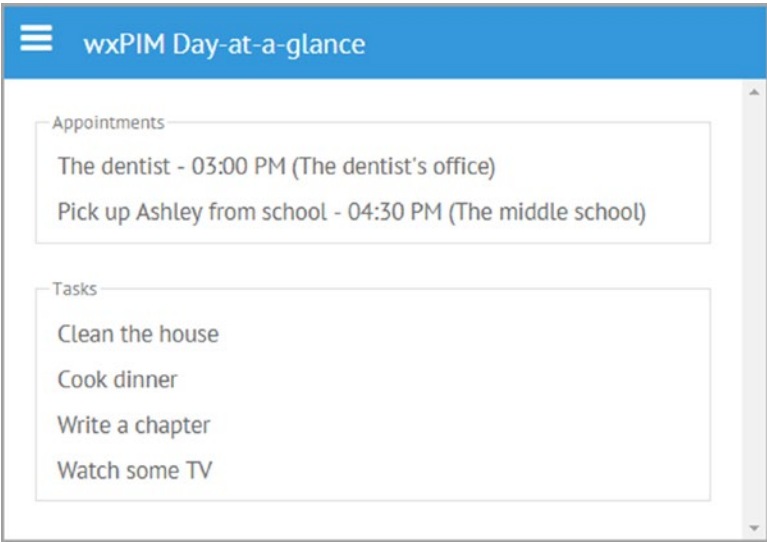 wxPIM Day-at-a-glance
Appointments
The dentist - 03:00 PM (The dentist's office)
Pick up Ashley from school - 04:30 PM (The middle school)
Tasks
Clean the house
Cook dinner
Write a chapter
Watch some TV